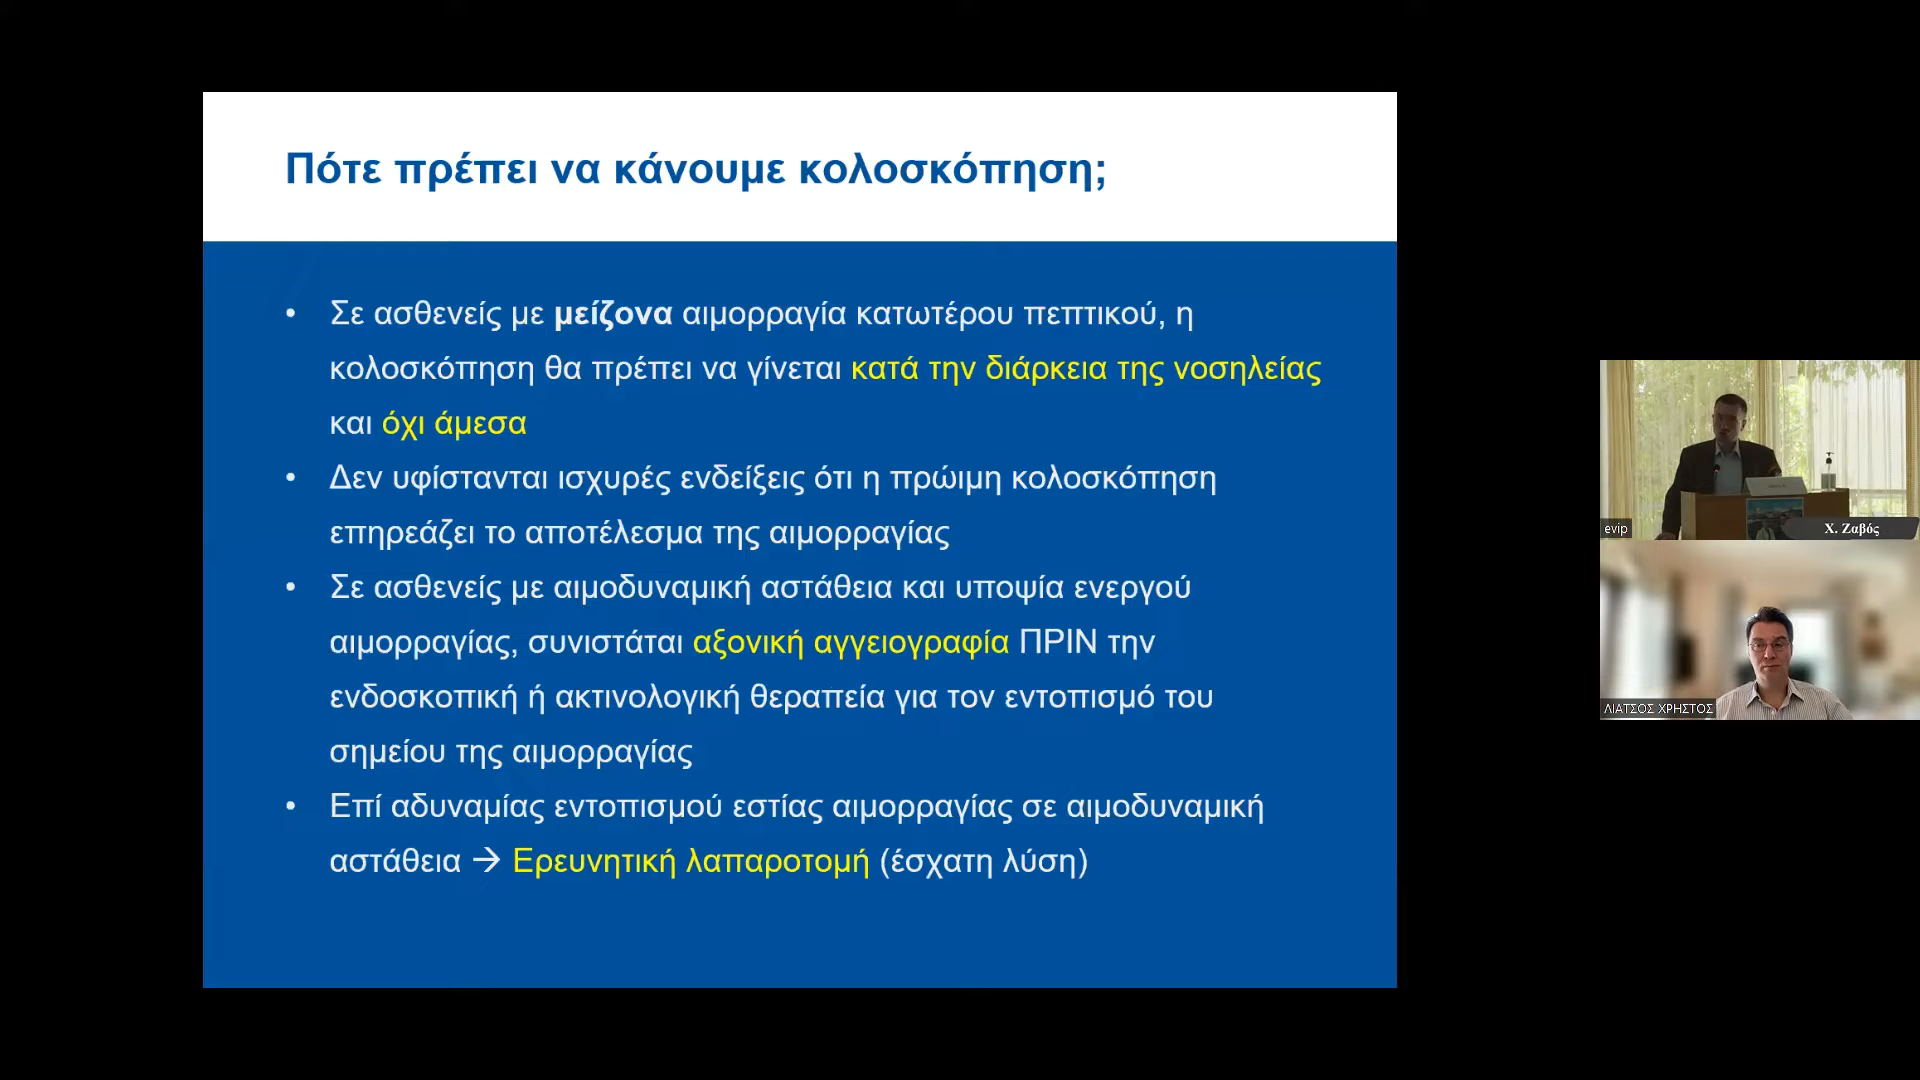 Πότε πρέπει να κάνουμε κολοσκόπηση;
• Σε ασθενείς με μείζονα αιμορραγία κατωτέρου πεπτικού, η
κολοσκόπηση θα πρέπει να γίνεται κατά την διάρκεια της νοσηλείας
και όχι άμεσα
• Δεν υφίστανται ισχυρές ενδείξεις ότι η πρώιμη κολοσκόπηση
επηρεάζει το αποτέλεσμα της αιμορραγίας
• Σε ασθενείς με αιμοδυναμική αστάθεια και υποψία ενεργού
αιμορραγίας, συνιστάται αξονική αγγειογραφία ΠΡΙΝ την
ενδοσκοπική ή ακτινολογική θεραπεία για τον εντοπισμό του
σημείου της αιμορραγίας
• Επί αδυναμίας εντοπισμού εστίας αιμορραγίας σε αιμοδυναμική
αστάθεια → Ερευνητική λαπαροτομή (έσχατη λύση)
evip
Χ. Ζαβός
ΛΙΑΤΣΟΣ ΧΡΗΣΤΟΣ